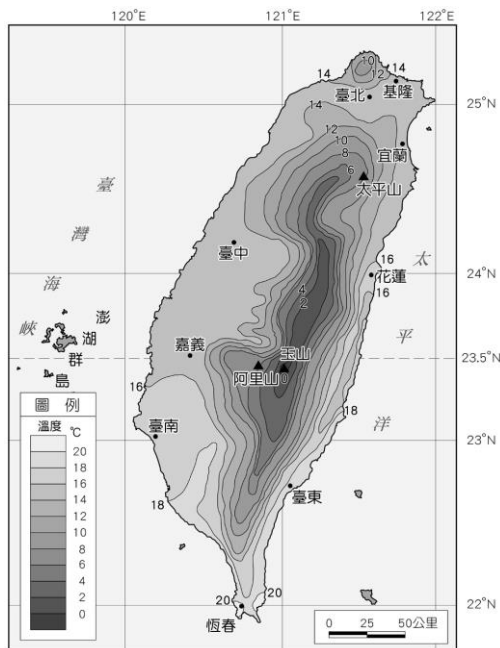 120°E
121°E
122°E
10
14
12
14
基隆
臺北
25°N
14
12
10
8
6
宜蘭
太平山
臺灣海峽
太平洋
臺中
16
花蓮
24°N
16
4
2
澎湖群島
嘉義
玉山
0
阿里山
23.5°N
16
18
臺南
23°N
18
臺東
20
20
恆春
22°N
圖 例
溫度 ℃
20
18
16
14
12
10
8
6
4
2
0
0 25 50公里